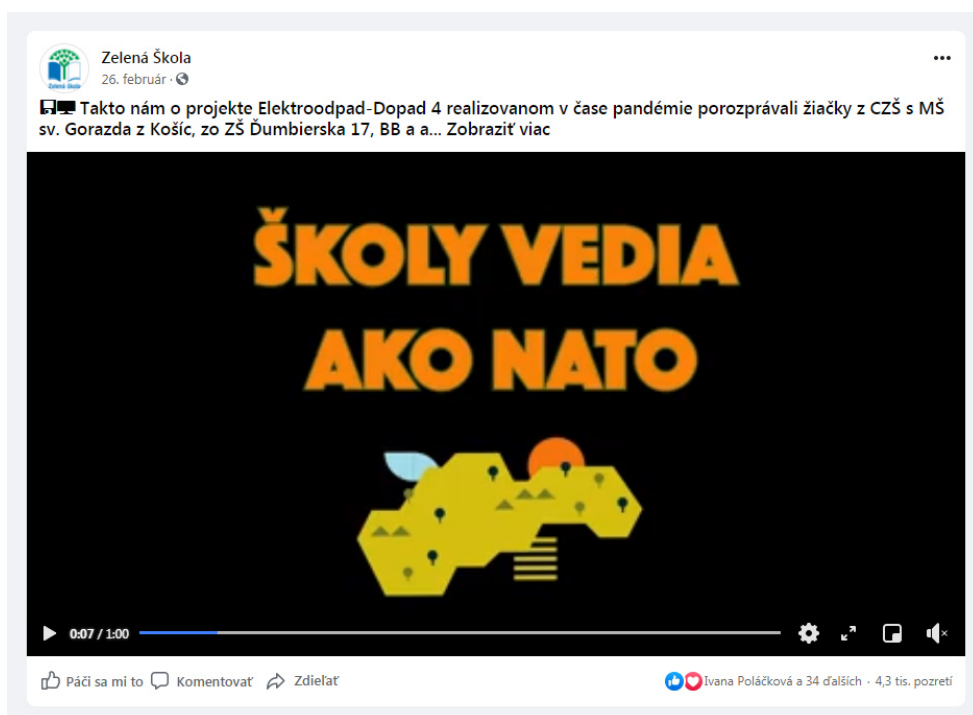 Zelená Škola
26. február ·
Takto nám o projekte Elektroodpad-Dopad 4 realizovanom v čase pandémie porozprávali žiačky z CZŠ s MŠ
sv. Gorazda z Košíc, zo ZŠ Ďumbierska 17, BB a a... Zobraziť viac
ŠKOLY VEDIA
AKO NATO
0:07 / 1:00
Páči sa mi to Komentovať Zdieľať Ivana Poláčková a 34 ďalších · 4,3 tis. pozretí